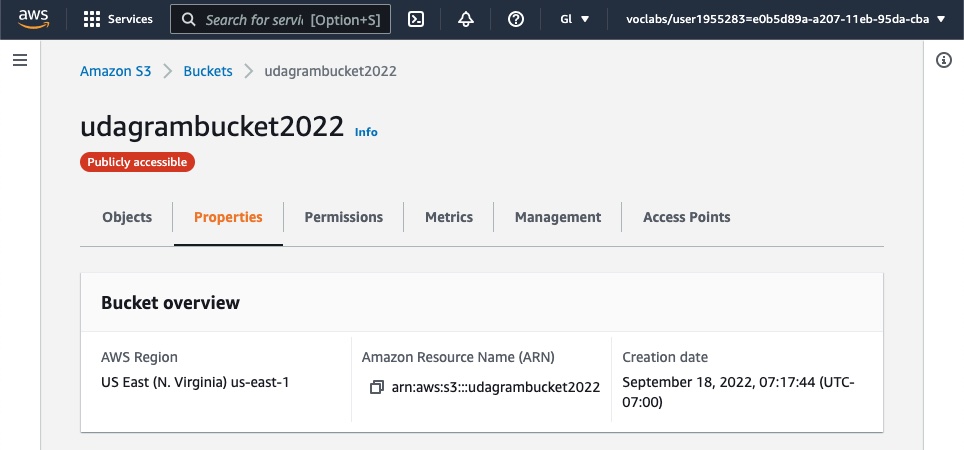 aws Services Search for servi [Option+S] Gl voclabs/user1955283=e0b5d89a-a207-11eb-95da-cba
Amazon S3 > Buckets > udagrambucket2022
udagrambucket2022 Info
Publicly accessible
Objects Properties Permissions Metrics Management Access Points
Bucket overview
AWS Region Amazon Resource Name (ARN) Creation date
US East (N. Virginia) us-east-1 arn:aws:s3:::udagrambucket2022 September 18, 2022, 07:17:44 (UTC-
07:00)